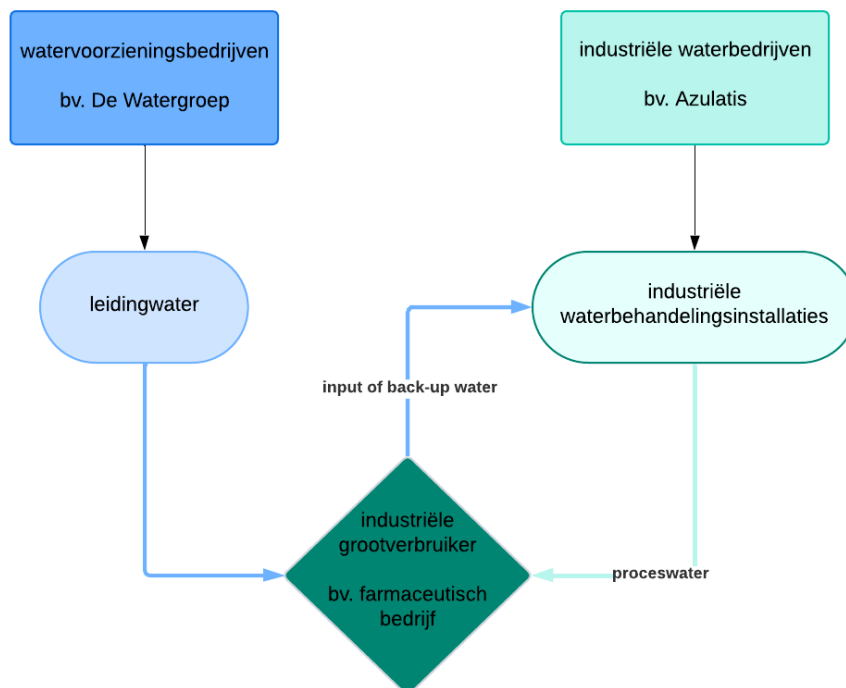 watervoorzieningsbedrijven
bv. De Watergroep
industriële waterbedrijven
bv. Azulatis
leidingwater
industriële
waterbehandelingsinstallaties
input of back-up water
industriële
grootverbruiker
bv. farmaceutisch
bedrijf
proceswater